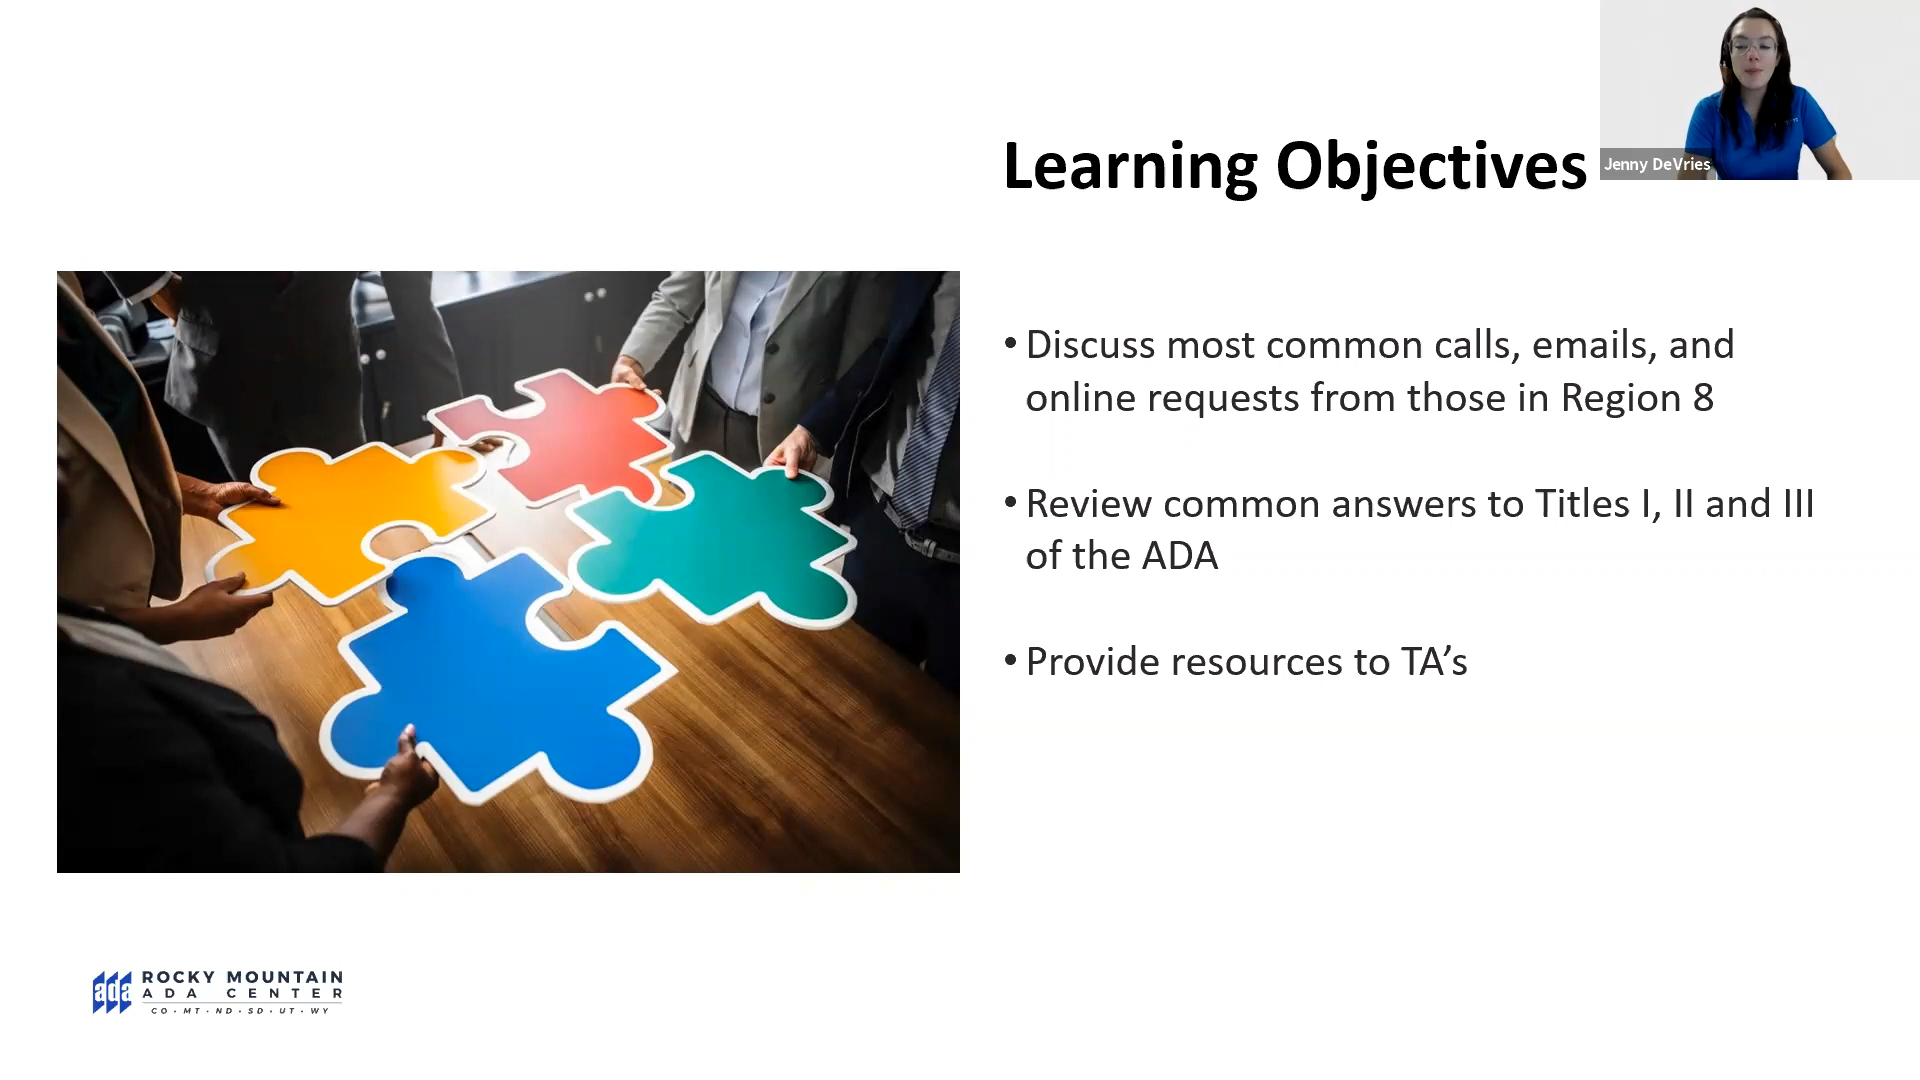 Learning Objectives
Jenny DeVries
• Discuss most common calls, emails, and
online requests from those in Region 8
• Review common answers to Titles I, II and III
of the ADA
• Provide resources to TA’s
ada
ROCKY MOUNTAIN
ADA CENTER
CO • MT • ND • SD • UT • WY